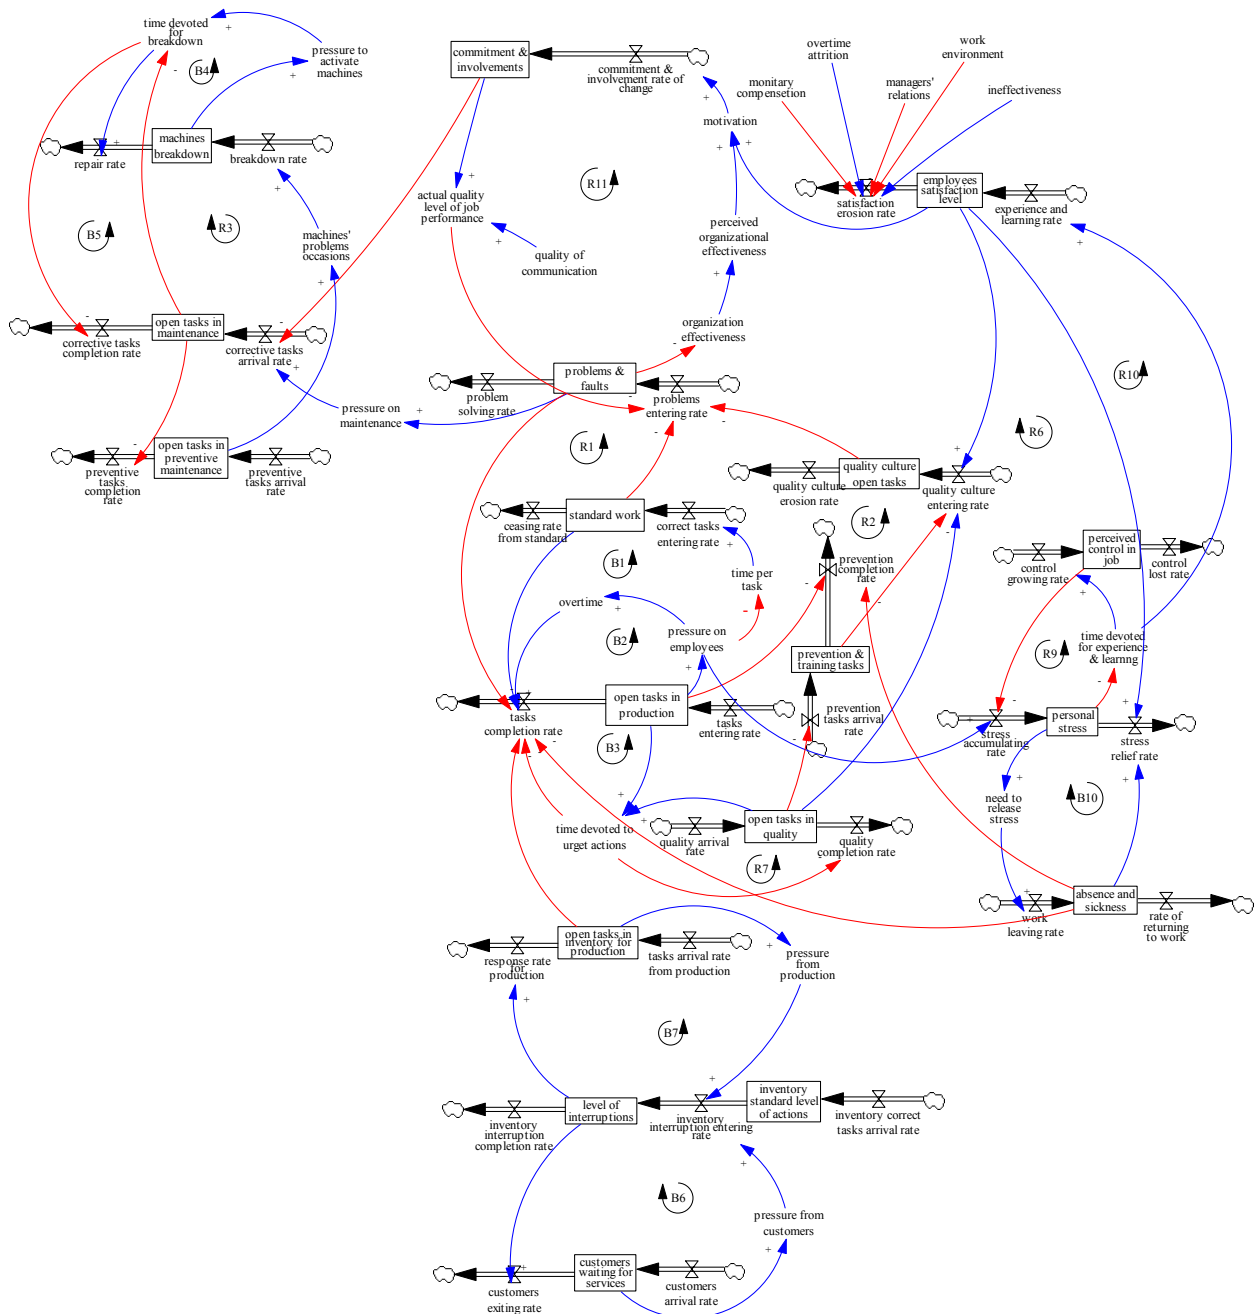 time devoted
for
breakdown
+
pressure to
activate
machines
+
-
B4
commitment &
involvements
commitment &
involvement rate of
change
overtime
attrition
work
environment
monitary
compensetion
managers'
relations
ineffectiveness
+
motivation
+
+
machines
breakdown
+
repair rate
breakdown rate
+
R11
+
actual quality
level of job
performance
+
quality of
communication
perceived
organizational
effectiveness
+
employees
satisfaction
level
satisfaction
erosion rate
experience and
learning rate
+
B5
R3
machines'
problems
occasions
+
-
open tasks in
maintenance
-
corrective tasks
completion rate
corrective tasks
arrival rate
+
organization
effectiveness
-
R10
problems &
faults
problem
solving rate
-
problems
entering rate
-
-
pressure on
maintenance
+
R1
R6
+
-
open tasks in
preventive
maintenance
preventive
tasks
completion
rate
preventive
tasks arrival
rate
quality culture
open tasks
quality culture
erosion rate
quality culture
entering rate
-
R2
standard work
ceasing rate
from standard
correct tasks
entering rate
+
B1
time per
task
-
prevention
completion
rate
-
-
perceived
control in
job
control
growing rate
control
lost rate
+
overtime
+
B2
pressure on
employees
+
prevention &
training tasks
R9
time devoted
for experience
& learnng
-
-
open tasks in
production
-
+
tasks
completion rate
-
-
tasks
entering rate
prevention
tasks arrival
rate
-
B3
+
personal
stress
stress
accumulating
rate
+
stress
relief rate
+
+
need to
release
stress
B10
+
+
time devoted to
urget actions
open tasks in
quality
quality arrival
rate
quality
completion rate
-
R7
+
work
leaving rate
absence and
sickness
rate of
returning
to work
open tasks in
inventory for
production
response rate
for
production
+
tasks arrival rate
from production
+
pressure
from
production
B7
+
level of
interruptions
inventory
interruption
completion rate
inventory
interruption entering
rate
+
inventory
standard level
of actions
inventory correct
tasks arrival rate
B6
pressure from
customers
+
customers
waiting for
services
+
customers
exiting rate
customers
arrival rate